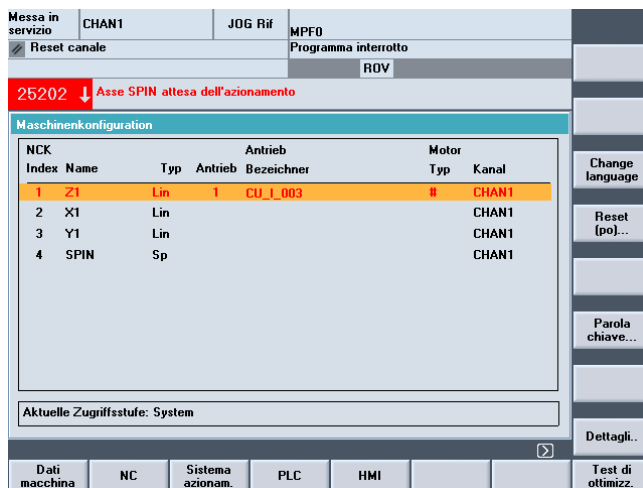 Messa in servizio CHAN1 JOG Rif MPF0
Reset canale Programma interrotto
ROV
25202 Asse SPIN attesa dell'azionamento
Maschinenkonfiguration
NCK Antrieb Motor
Index Name Typ Antrieb Bezeichner Typ Kanal
1 Z1 Lin 1 CU_I_003 # CHAN1
2 X1 Lin CHAN1
3 Y1 Lin CHAN1
4 SPIN Sp CHAN1
Aktuelle Zugriffsstufe: System
Change language
Reset (po)...
Parola chiave...
Dettagli..
Dati macchina
NC
Sistema azionam.
PLC
HMI
Test di ottimizz.